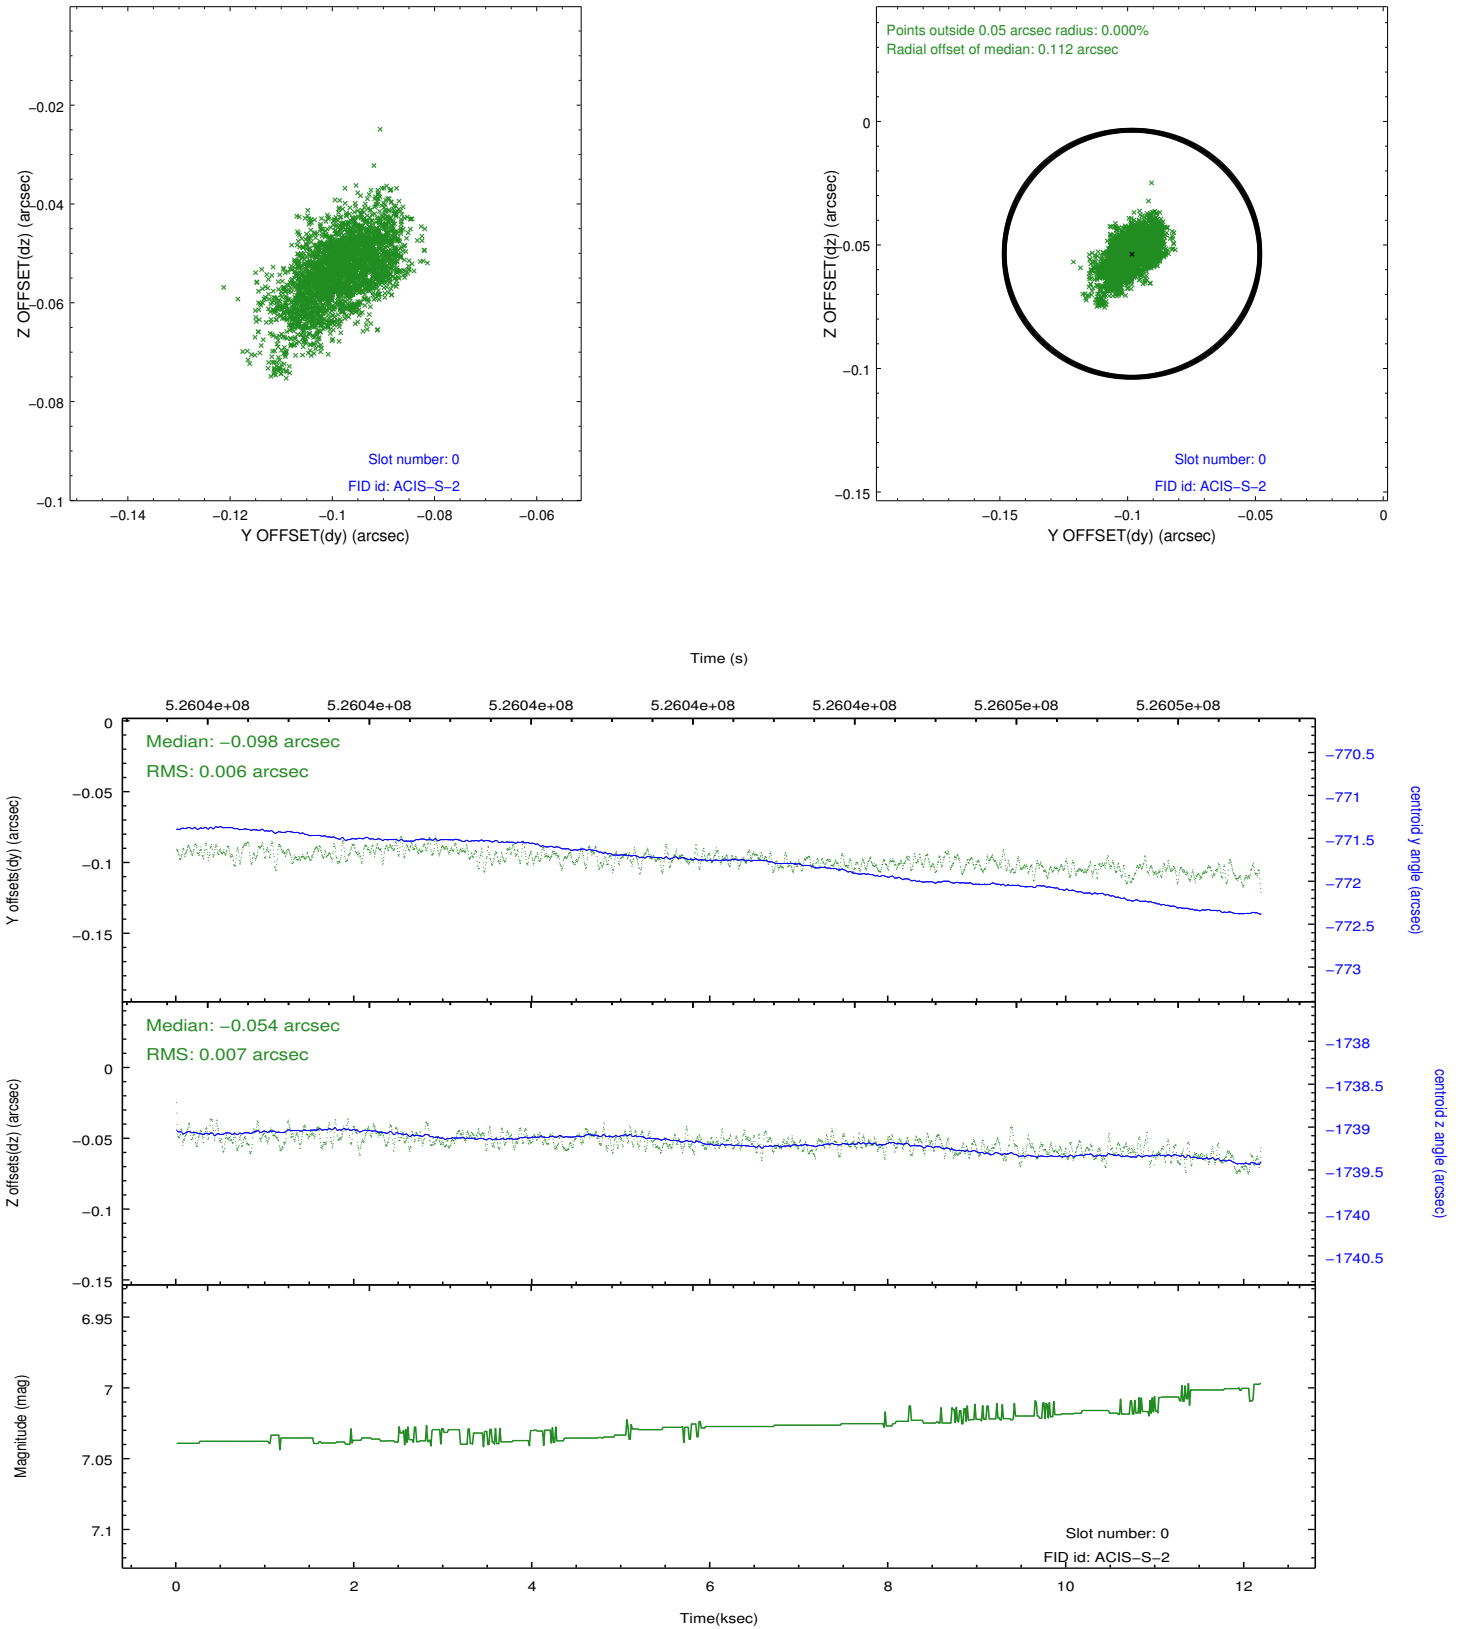 −0.02
−0.04
−0.06
−0.08
−0.1
Z OFFSET(dz) (arcsec)
Slot number: 0
FID id: ACIS−S−2
−0.14 −0.12 −0.1 −0.08 −0.06
Y OFFSET(dy) (arcsec)
Points outside 0.05 arcsec radius: 0.000%
Radial offset of median: 0.112 arcsec
0
−0.05
−0.1
−0.15
Z OFFSET(dz) (arcsec)
Slot number: 0
FID id: ACIS−S−2
−0.15 −0.1 −0.05 0
Y OFFSET(dy) (arcsec)
Time (s)
5.2604e+08 5.2604e+08 5.2604e+08 5.2604e+08 5.2604e+08 5.2605e+08 5.2605e+08
Median: −0.098 arcsec
RMS: 0.006 arcsec
0
−0.05
−0.1
−0.15
Y offsets(dy) (arcsec)
−770.5
−771
−771.5
−772
−772.5
−773
centroid y angle (arcsec)
Median: −0.054 arcsec
RMS: 0.007 arcsec
0
−0.05
−0.1
−0.15
Z offsets(dz) (arcsec)
−1738
−1738.5
−1739
−1739.5
−1740
−1740.5
centroid z angle (arcsec)
6.95
7
7.05
7.1
Magnitude (mag)
Slot number: 0
FID id: ACIS−S−2
0 2 4 6 8 10 12
Time(ksec)